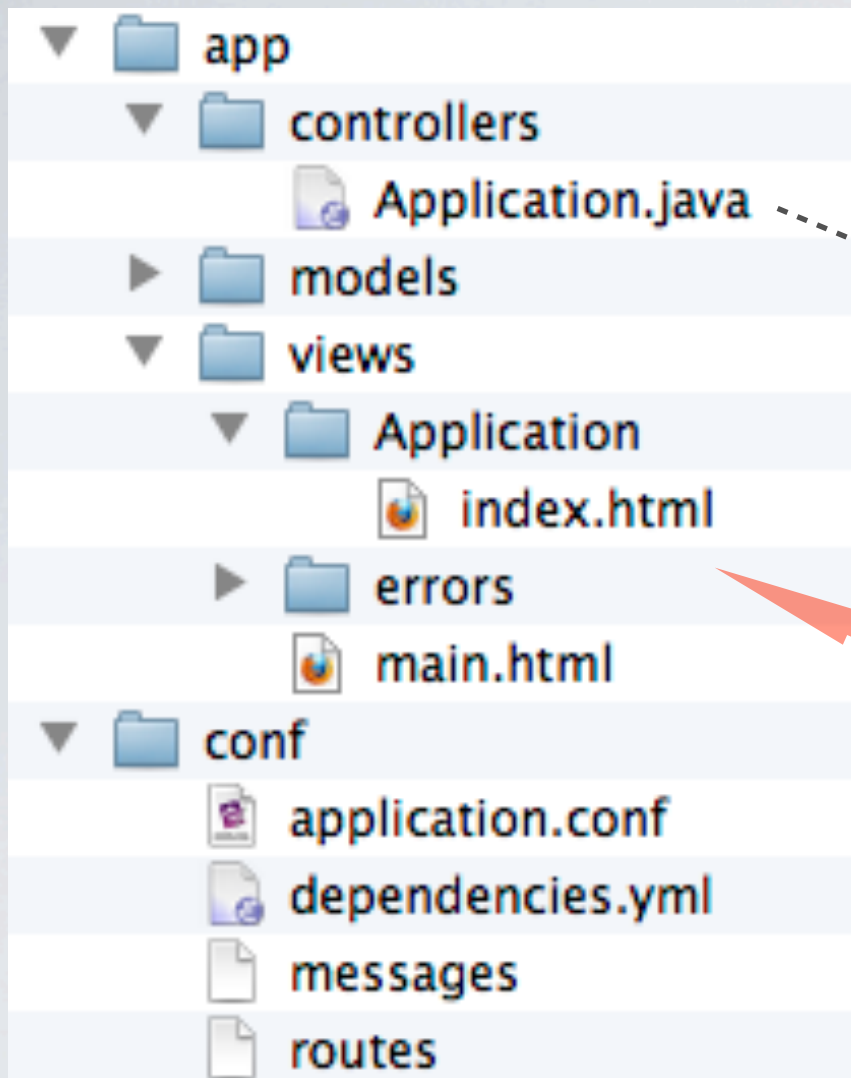 app
controllers
Application.java
models
views
Application
index.html
errors
main.html
conf
application.conf
dependencies.yml
messages
routes